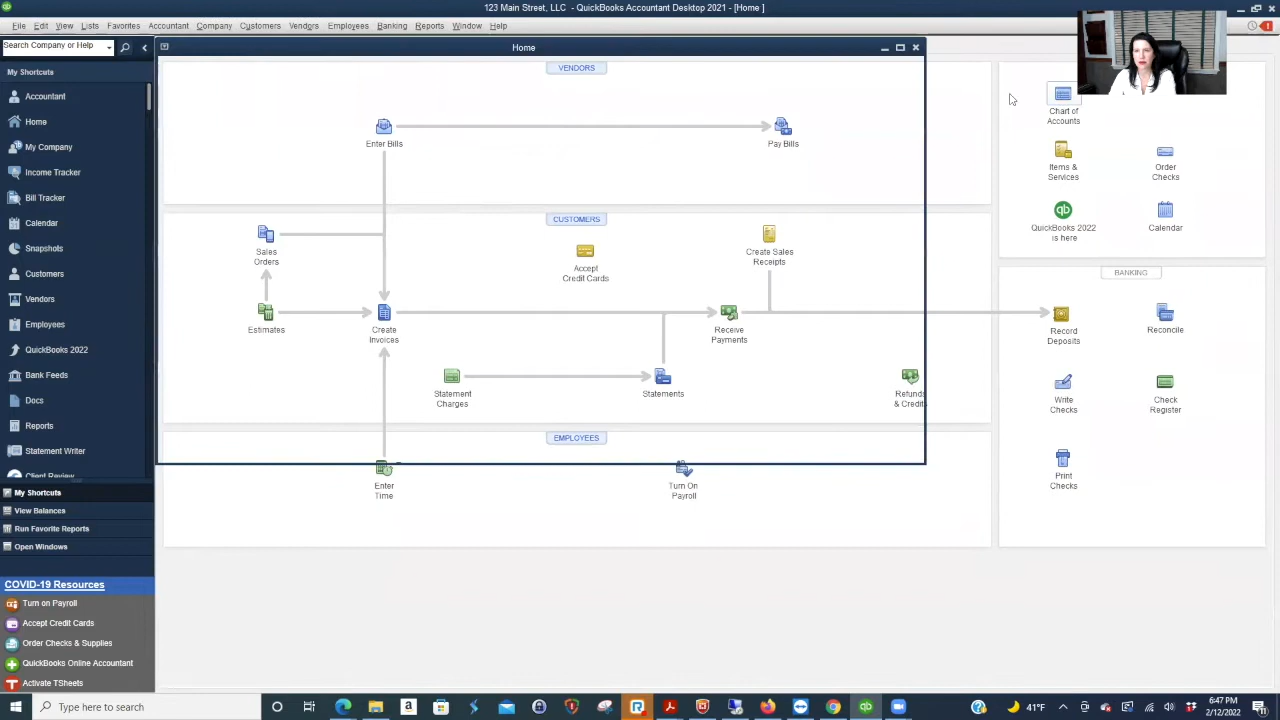 123 Main Street, LLC - QuickBooks Accountant Desktop 2021 - [Home ]
File Edit View Lists Favorites Accountant Company Customers Vendors Employees Banking Reports Window Help
Search Company or Help
Home
My Shortcuts
Accountant
Home
My Company
Income Tracker
Bill Tracker
Calendar
Snapshots
Customers
Vendors
Employees
QuickBooks 2022
Bank Feeds
Docs
Reports
Statement Writer
Client Review
My Shortcuts
View Balances
Run Favorite Reports
Open Windows
COVID-19 Resources
Turn on Payroll
Accept Credit Cards
Order Checks & Supplies
QuickBooks Online Accountant
Activate TSheets
VENDORS
Enter Bills
Pay Bills
CUSTOMERS
Sales
Orders
Accept
Credit Cards
Create Sales
Receipts
Estimates
Create
Invoices
Receive
Payments
Statement
Charges
Statements
Refunds
& Credits
EMPLOYEES
Enter
Time
Turn On
Payroll
Chart of
Accounts
Items &
Services
Order
Checks
qb
QuickBooks 2022
is here
Calendar
BANKING
Record
Deposits
Reconcile
Write
Checks
Check
Register
Print
Checks
Type here to search
41°F
6:47 PM
2/12/2022